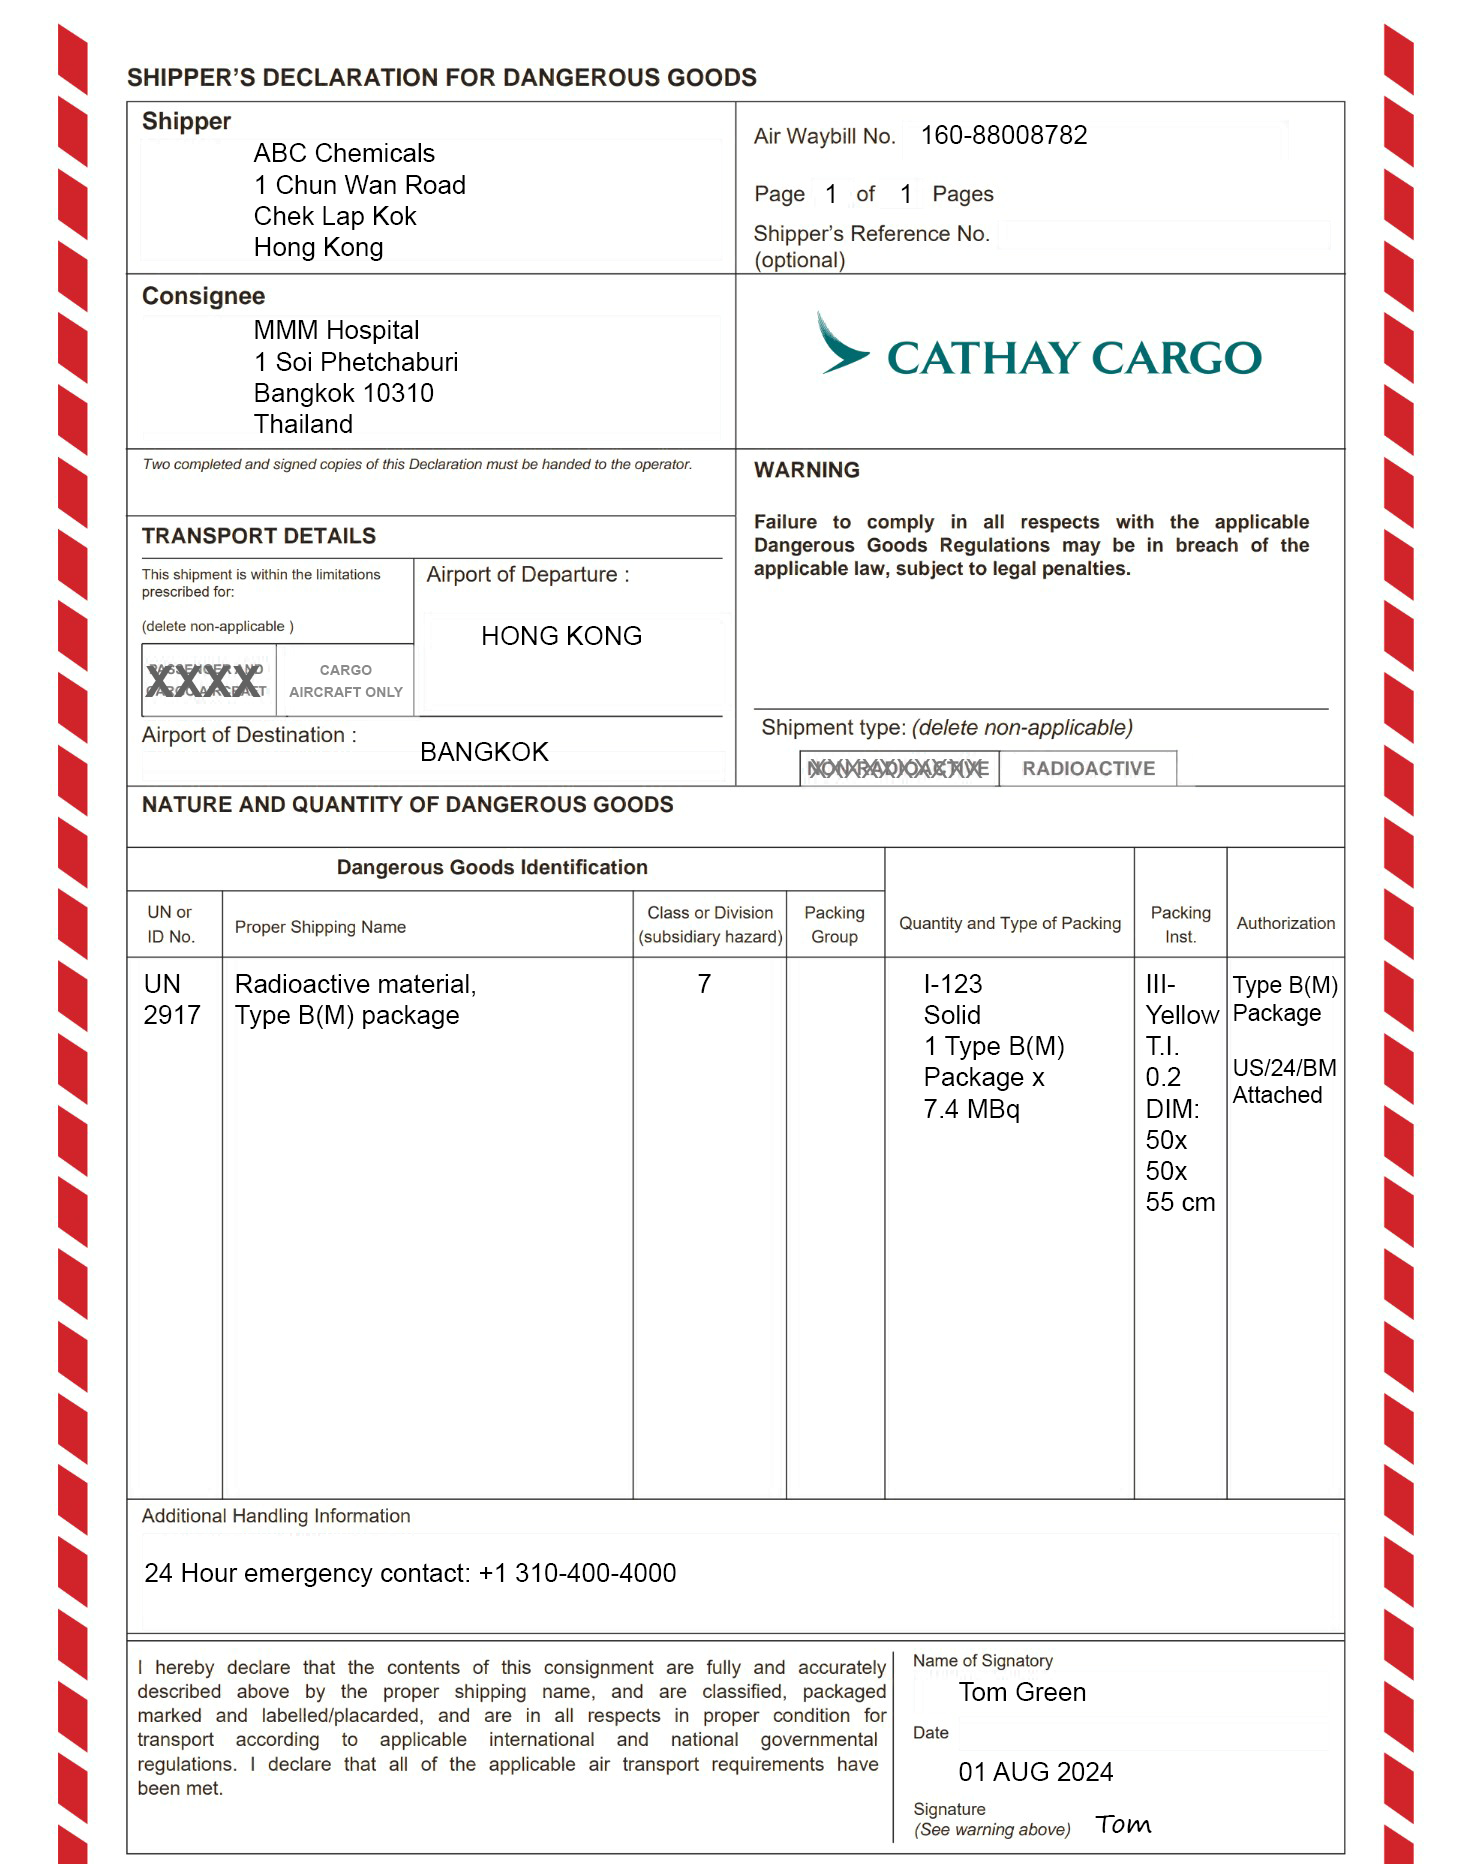 SHIPPER'S DECLARATION FOR DANGEROUS GOODS
Shipper
ABC Chemicals
1 Chun Wan Road
Chek Lap Kok
Hong Kong
Air Waybill No. 160-88008782
Page 1 of 1 Pages
Shipper's Reference No.
(optional)
Consignee
MMM Hospital
1 Soi Phetchaburi
Bangkok 10310
Thailand
CATHAY CARGO
Two completed and signed copies of this Declaration must be handed to the operator.
WARNING
Failure to comply in all respects with the applicable
Dangerous Goods Regulations may be in breach of the
applicable law, subject to legal penalties.
TRANSPORT DETAILS
This shipment is within the limitations
prescribed for:
(delete non-applicable )
PASSENGER AND
CARGO AIRCRAFT
XXXX
CARGO
AIRCRAFT ONLY
Airport of Departure :
HONG KONG
Airport of Destination :
BANGKOK
Shipment type: (delete non-applicable)
NON-RADIOACTIVE
RADIOACTIVE
NATURE AND QUANTITY OF DANGEROUS GOODS
Dangerous Goods Identification
UN or
ID No.
Proper Shipping Name
Class or Division
(subsidiary hazard)
Packing
Group
Quantity and Type of Packing
Packing
Inst.
Authorization
UN
2917
Radioactive material,
Type B(M) package
7
I-123
Solid
1 Type B(M)
Package x
7.4 MBq
III-
Yellow
T.I.
0.2
DIM:
50x
50x
55 cm
Type B(M)
Package
US/24/BM
Attached
Additional Handling Information
24 Hour emergency contact: +1 310-400-4000
I hereby declare that the contents of this consignment are fully and accurately
described above by the proper shipping name, and are classified, packaged
marked and labelled/placarded, and are in all respects in proper condition for
transport according to applicable international and national governmental
regulations. I declare that all of the applicable air transport requirements have
been met.
Name of Signatory
Tom Green
Date
01 AUG 2024
Signature
(See warning above) Tom